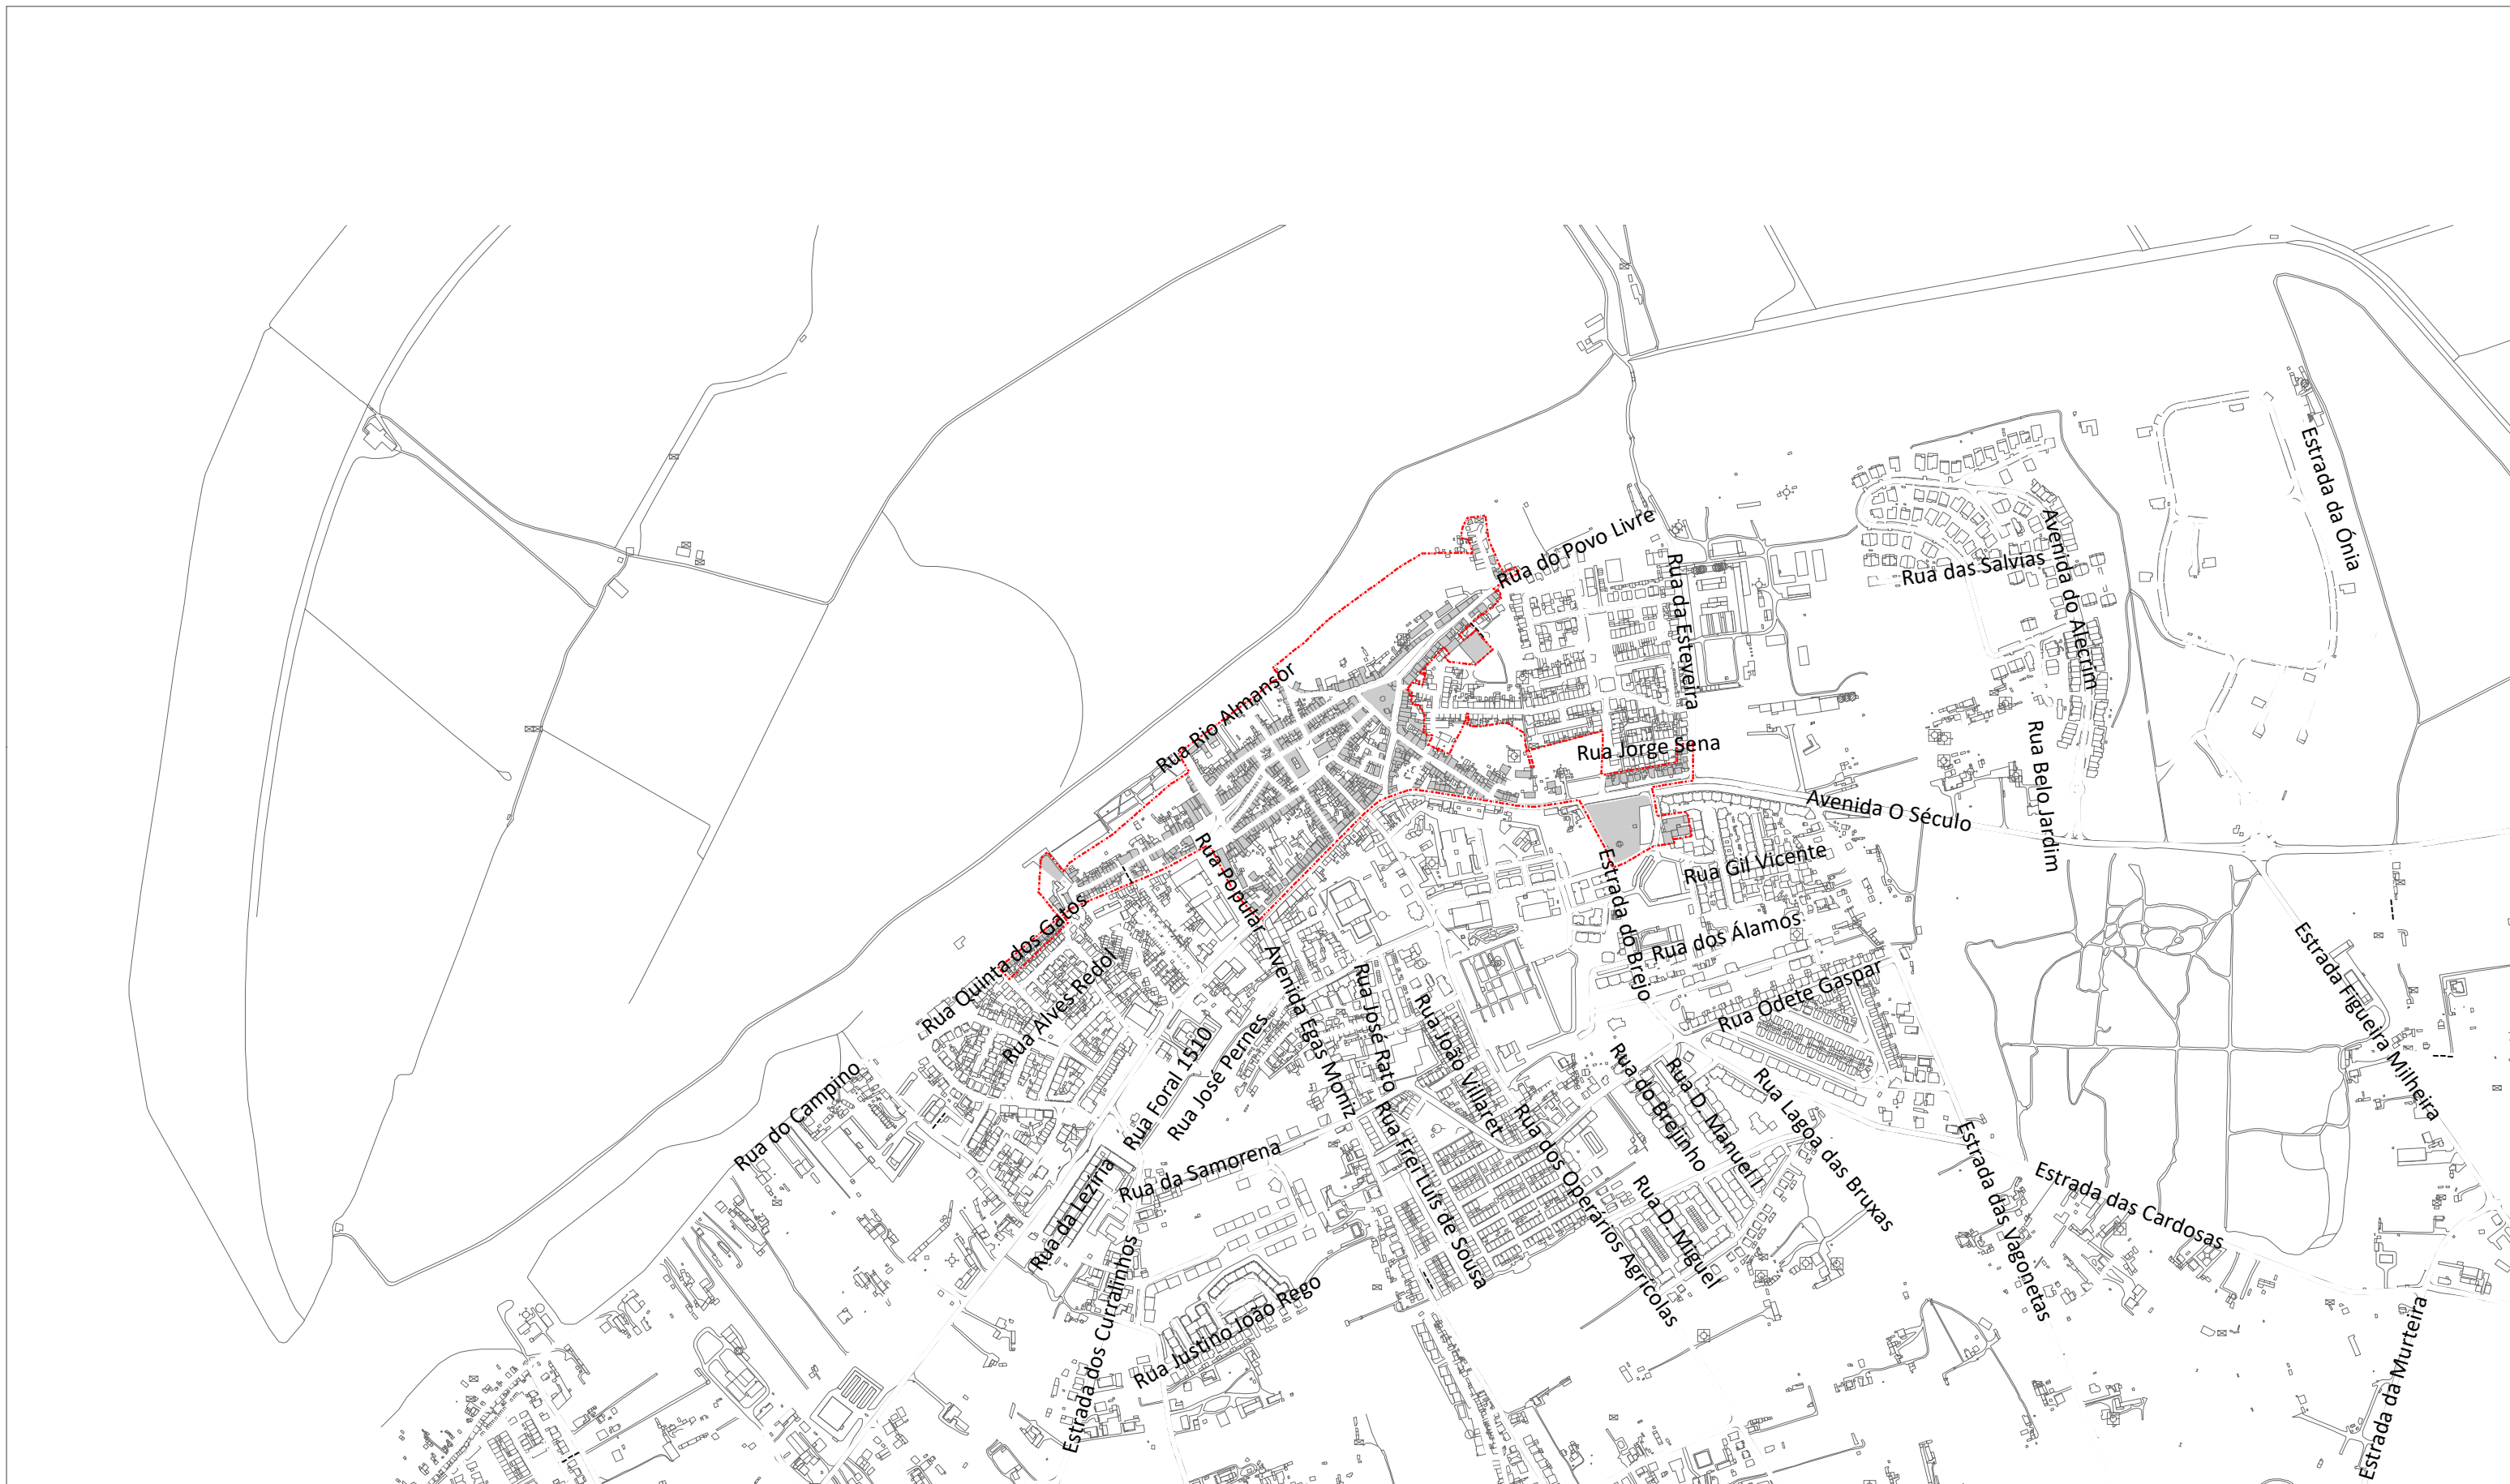 Estrada da Ónia
Rua do Povo Livre
Avenida do Alecrim
Rua das Salvias
Rua da Esteveira
Rua Rio Almansor
Rua Jorge Sena
Rua Belo Jardim
Avenida O Século
Rua Popular
Rua Gil Vicente
Estrada do Brejo
Rua Quinta dos Gatos
Rua dos Álamos
Estrada Figueira Milheira
Rua Alves Redol
Avenida Egas Moniz
Rua José Rato
Rua João Villaret
Rua Odete Gaspar
Rua Foral 1510
Rua José Pernes
Rua do Brejinho
Rua D. Manuel I
Rua Lagoa das Bruxas
Rua do Campino
Rua Frei Luís de Sousa
Rua dos Operários Agrícolas
Rua da Samorena
Rua da Lezíria
Rua D. Miguel
Estrada das Vagonetas
Estrada das Cardosas
Estrada dos Curralinhos
Rua Justino João Rego
Estrada da Murteira